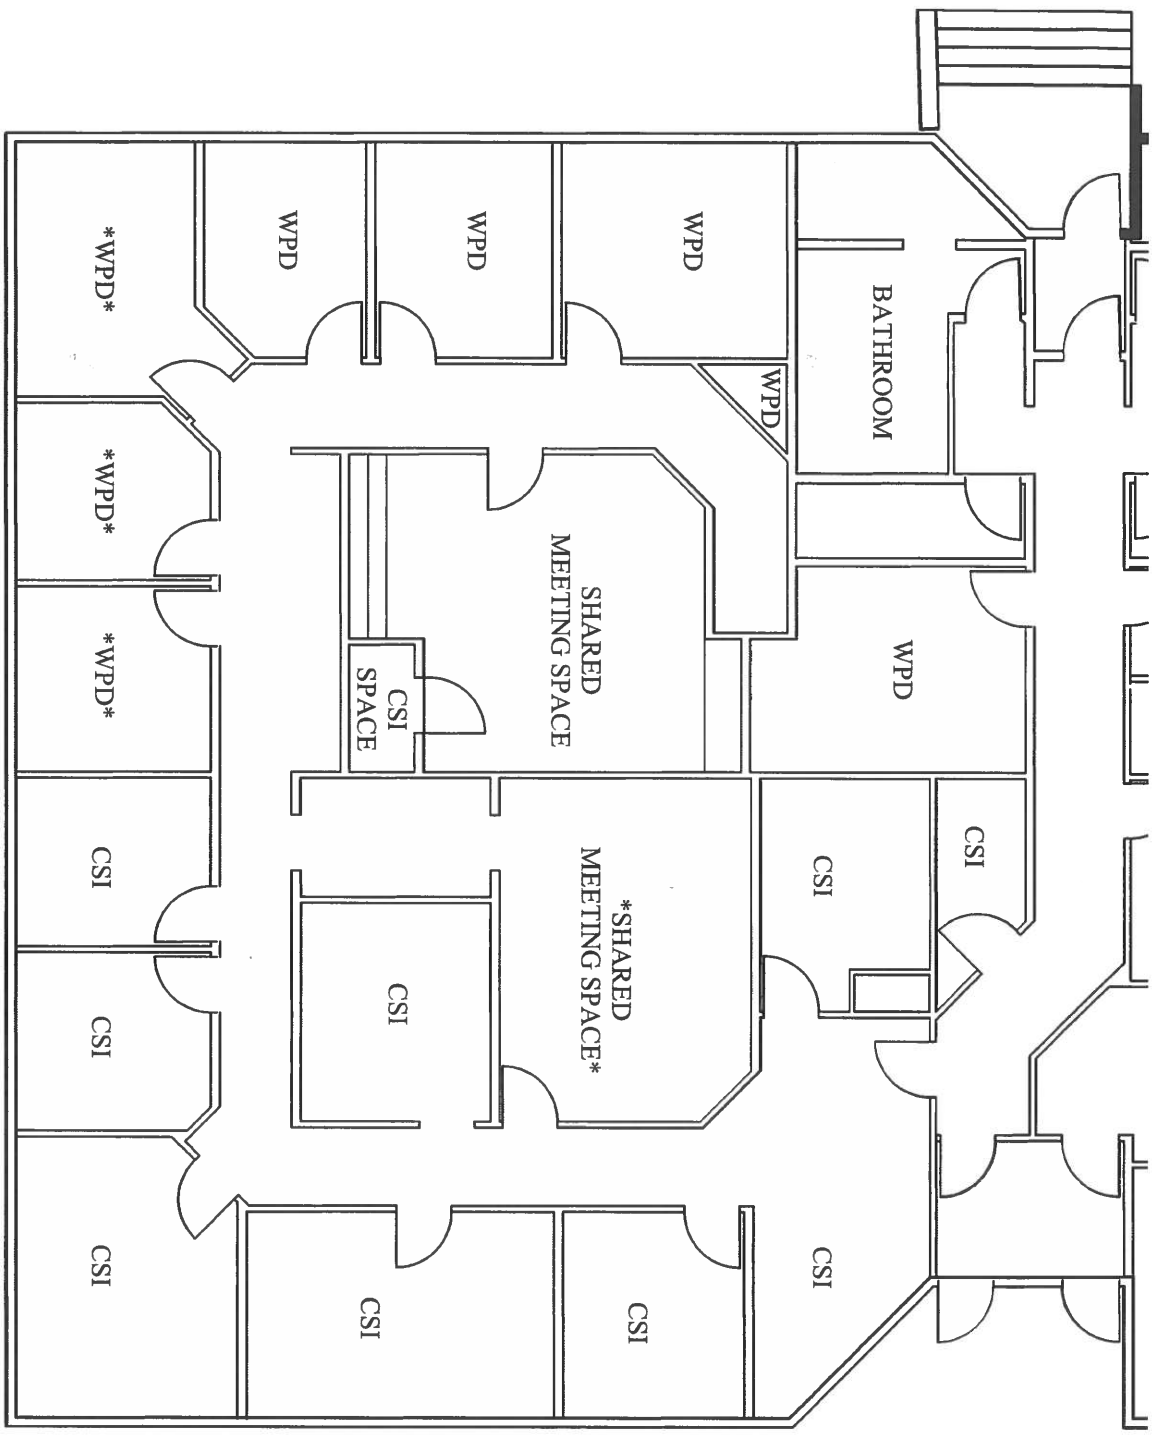 CSI
WPD
BATHROOM
CSI
CSI
WPD
WPD
CSI
*SHARED
MEETING SPACE*
SHARED
MEETING SPACE
WPD
CSI
SPACE
CSI
CSI
WPD
*WPD*
*WPD*
*WPD*
CSI
CSI
CSI